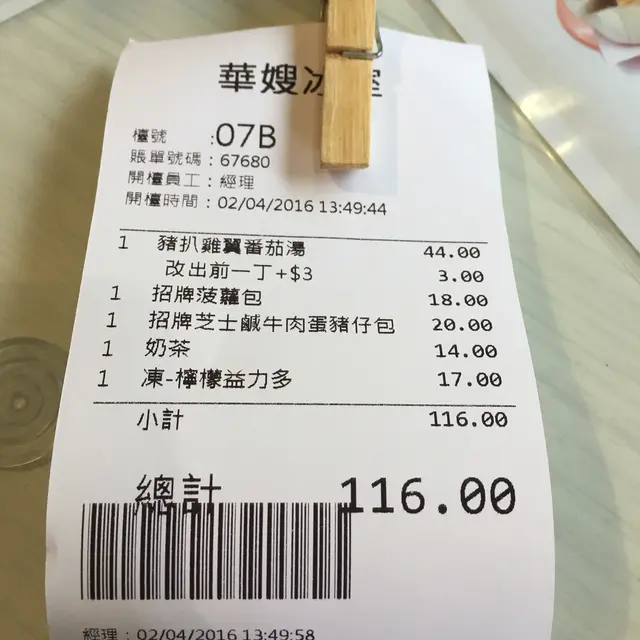 華嫂冰室
檯號 :07B
賬單號碼：67680
開檯員工：經理
開檯時間：02/04/2016 13:49:44
1 豬扒雞翼番茄湯 44.00
改出前一丁+$3 3.00
1 招牌菠蘿包 18.00
1 招牌芝士鹹牛肉蛋豬仔包 20.00
1 奶茶 14.00
1 凍-檸檬益力多 17.00
小計 116.00
總計 116.00
經理：02/04/2016 13:49:58